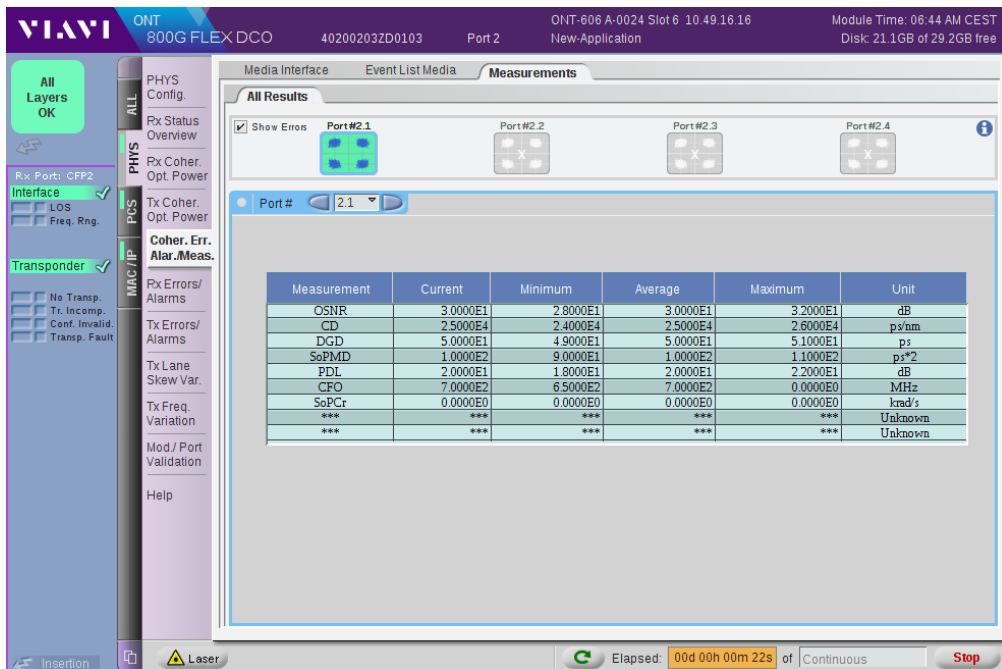 VIAVI
ONT
800G FLEX DCO 40200203ZD0103 Port 2
ONT-606 A-0024 Slot 6 10.49.16.16
New-Application
Module Time: 06:44 AM CEST
Disk: 21.1GB of 29.2GB free
All
Layers
OK
Rx Port: CFP2
Interface
LOS
Freq. Rng.
Transponder
No Transp.
Tr. Incomp.
Conf. Invalid.
Transp. Fault
Insertion
ALL
PHYS
PCS
MAC / IP
PHYS
Config.
Rx Status
Overview
Rx Coher.
Opt. Power
Tx Coher.
Opt. Power
Coher. Err.
Alar./Meas.
Rx Errors/
Alarms
Tx Errors/
Alarms
Tx Lane
Skew Var.
Tx Freq.
Variation
Mod./ Port
Validation
Help
Media Interface Event List Media Measurements
All Results
Show Errors Port#2.1 Port#2.2 Port#2.3 Port#2.4
X X X
Port # 2.1
Measurement Current Minimum Average Maximum Unit
OSNR 3.0000E1 2.8000E1 3.0000E1 3.2000E1 dB
CD 2.5000E4 2.4000E4 2.5000E4 2.6000E4 ps/nm
DGD 5.0000E1 4.9000E1 5.0000E1 5.1000E1 ps
SoPMD 1.0000E2 9.0000E1 1.0000E2 1.1000E2 ps*2
PDL 2.0000E1 1.8000E1 2.0000E1 2.2000E1 dB
CFO 7.0000E2 6.5000E2 7.0000E2 0.0000E0 MHz
SoPCr 0.0000E0 0.0000E0 0.0000E0 0.0000E0 krad/s
*** *** *** *** *** Unknown
*** *** *** *** *** Unknown
Laser
Elapsed: 00d 00h 00m 22s of Continuous Stop